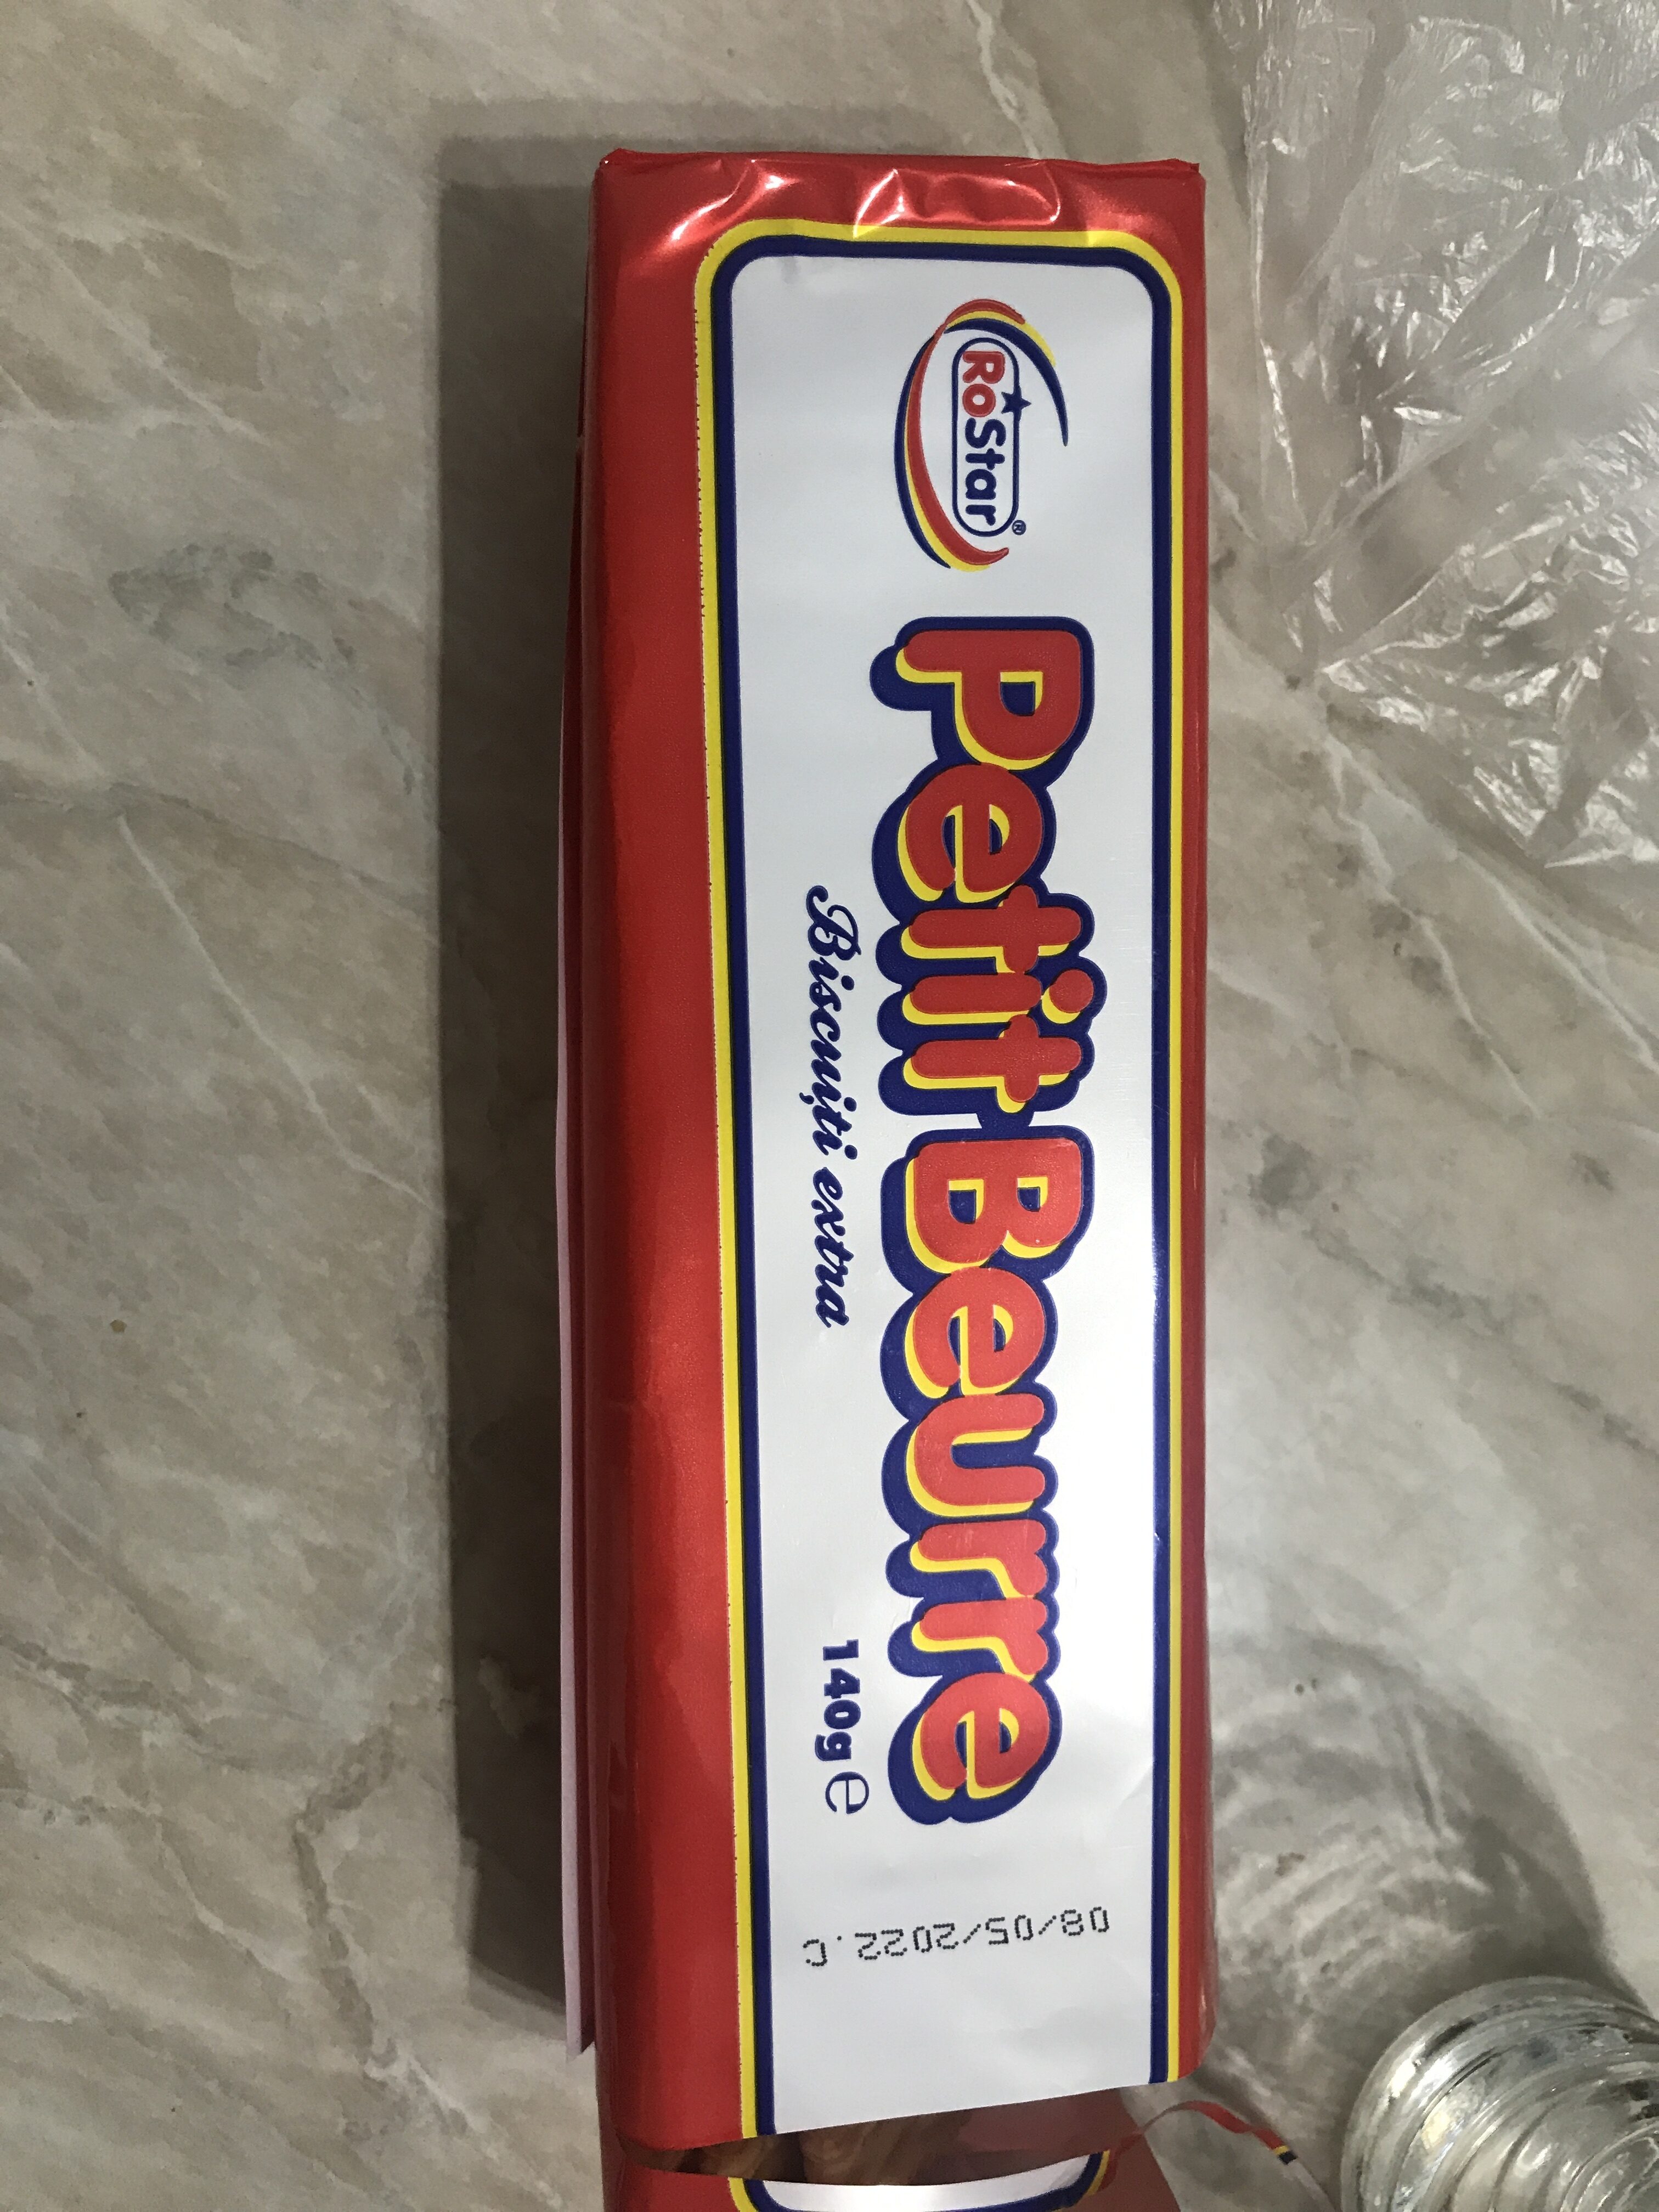 RoStar®
Petit-Beurre
Biscuiți extra
140g ℮
08/05/2022.C